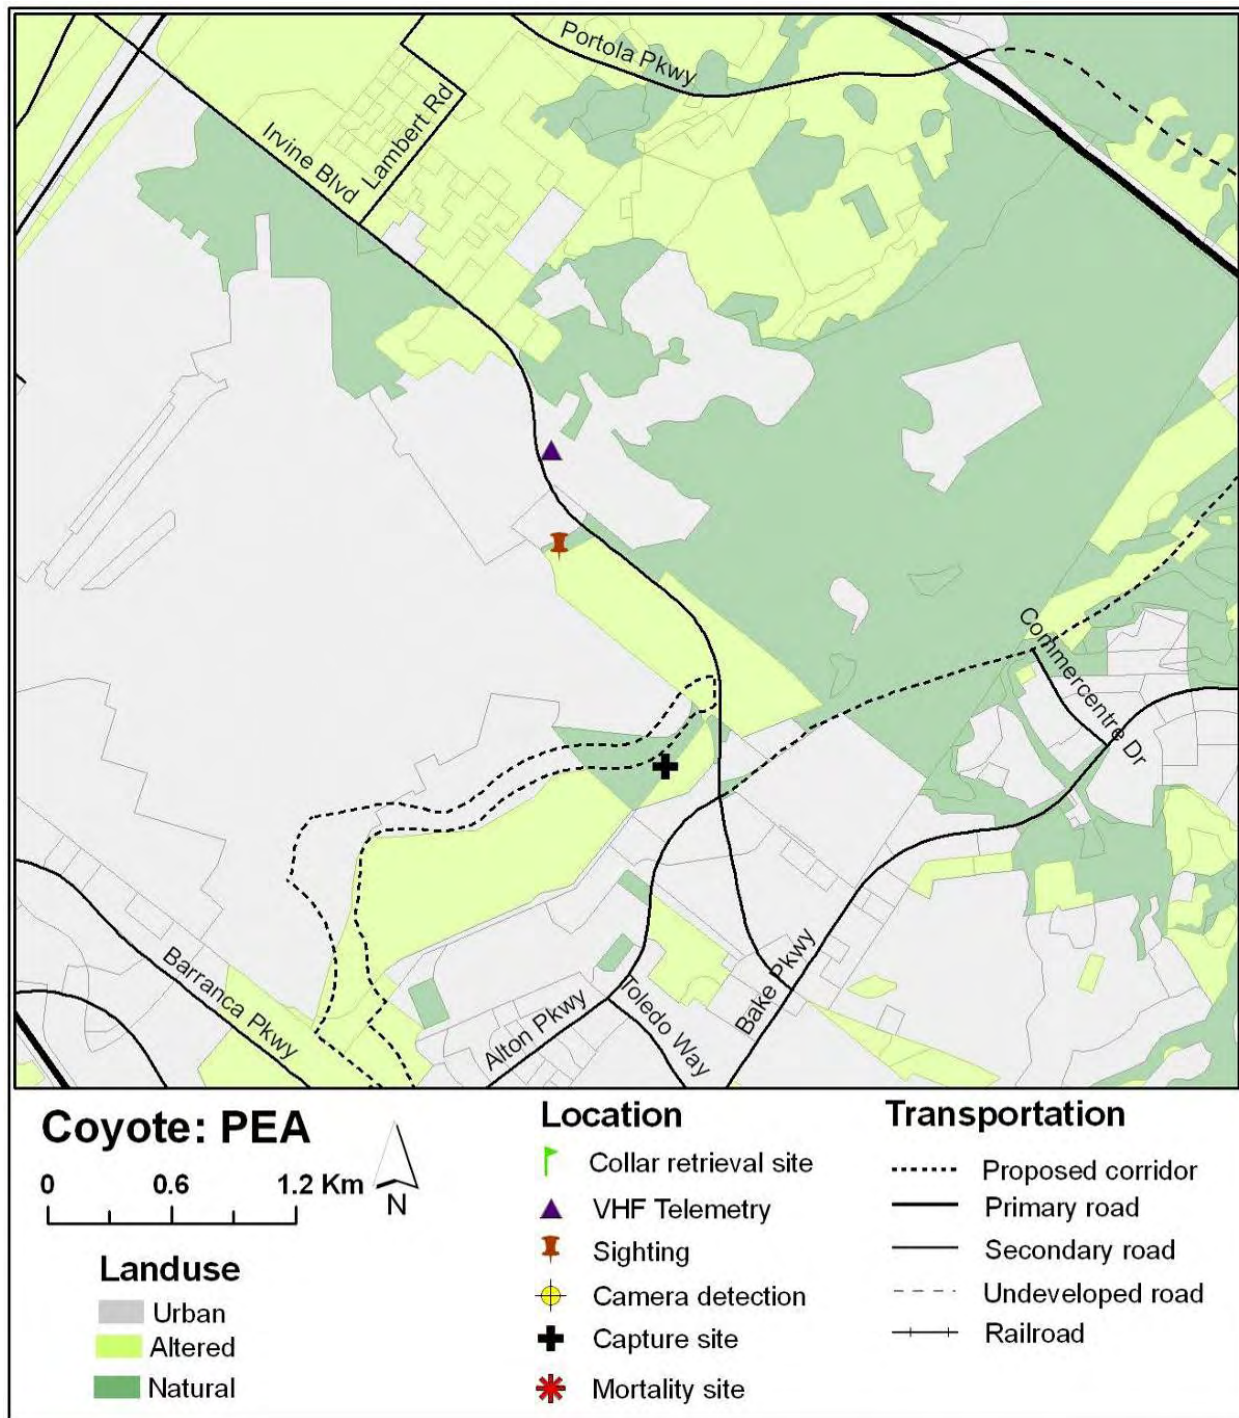 Portola Pkwy
Lambert Rd
Irvine Blvd
Commercentre Dr
Barranca Pkwy
Alton Pkwy
Toledo Way
Bake Pkwy
Coyote: PEA
0 0.6 1.2 Km
N
Landuse
Urban
Altered
Natural
Location
Collar retrieval site
VHF Telemetry
Sighting
Camera detection
Capture site
Mortality site
Transportation
Proposed corridor
Primary road
Secondary road
Undeveloped road
Railroad